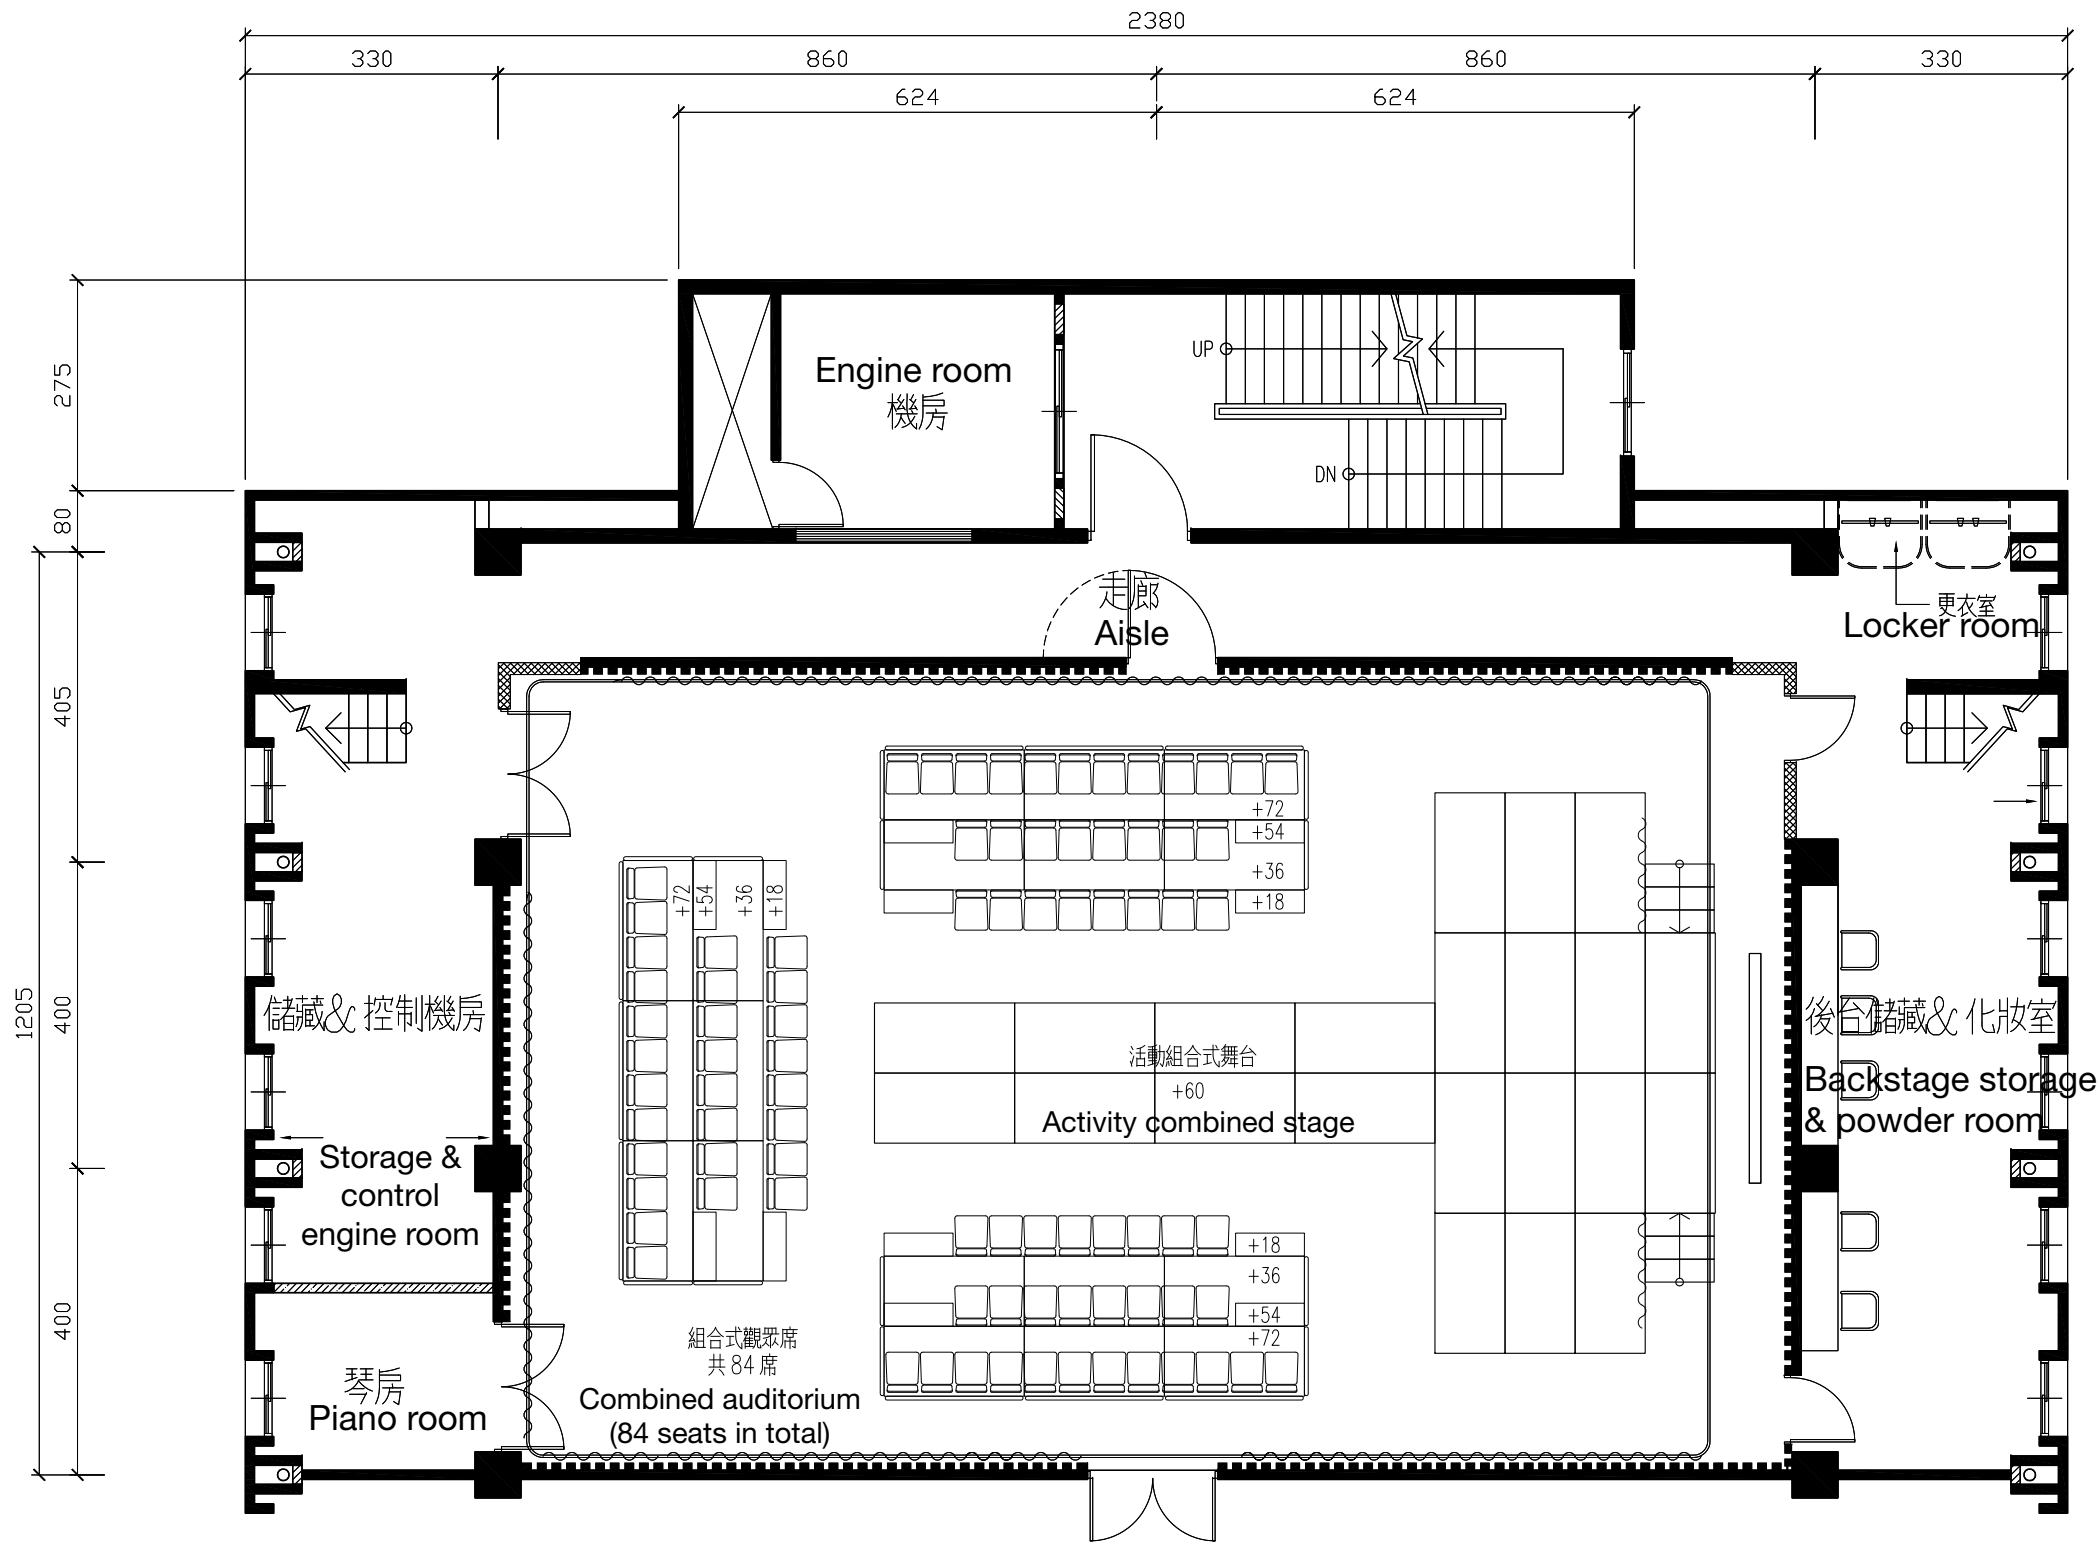 2380
330
860
860
330
624
624
275
80
405
400
400
1205
UP
DN
Engine room
機房
走廊
Aisle
更衣室
Locker room
+72
+54
+36
+18
+72
+54
+36
+18
儲藏& 控制機房
Storage &
control
engine room
活動組合式舞台
+60
Activity combined stage
後台儲藏& 化妝室
Backstage storage
& powder room
+18
+36
+54
+72
琴房
Piano room
組合式觀眾席
共 84 席
Combined auditorium
(84 seats in total)